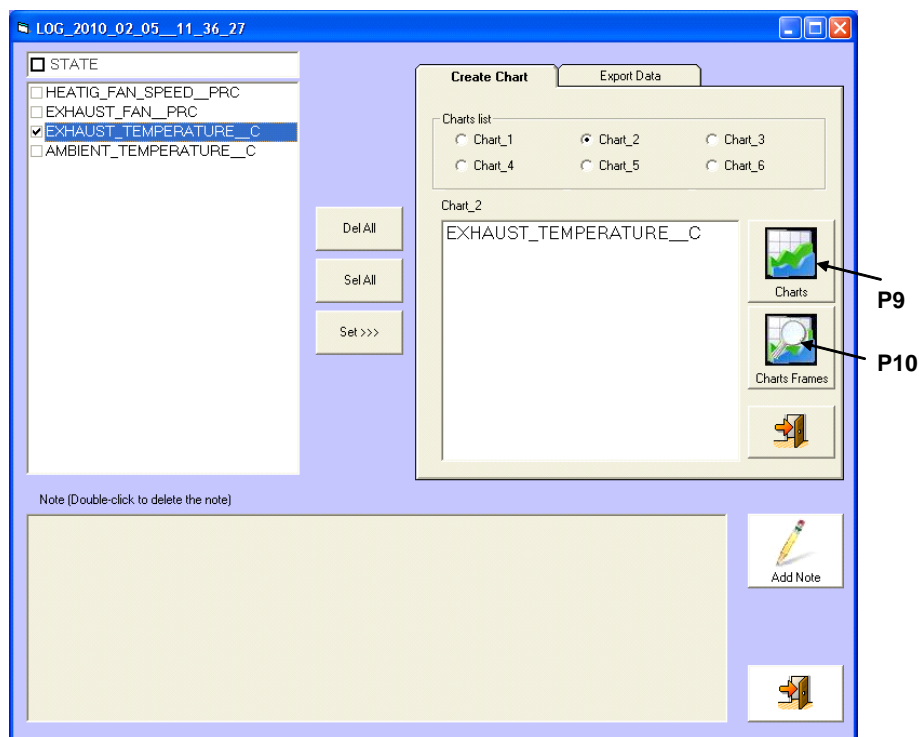 LOG_2010_02_05__11_36_27
STATE
HEATIG_FAN_SPEED__PRC
EXHAUST_FAN__PRC
EXHAUST_TEMPERATURE__C
AMBIENT_TEMPERATURE__C
Del All
Sel All
Set >>>
Create Chart
Export Data
Charts list
Chart_1 Chart_2 Chart_3
Chart_4 Chart_5 Chart_6
Chart_2
EXHAUST_TEMPERATURE__C
Charts
P9
Charts Frames
P10
Note (Double-click to delete the note)
Add Note